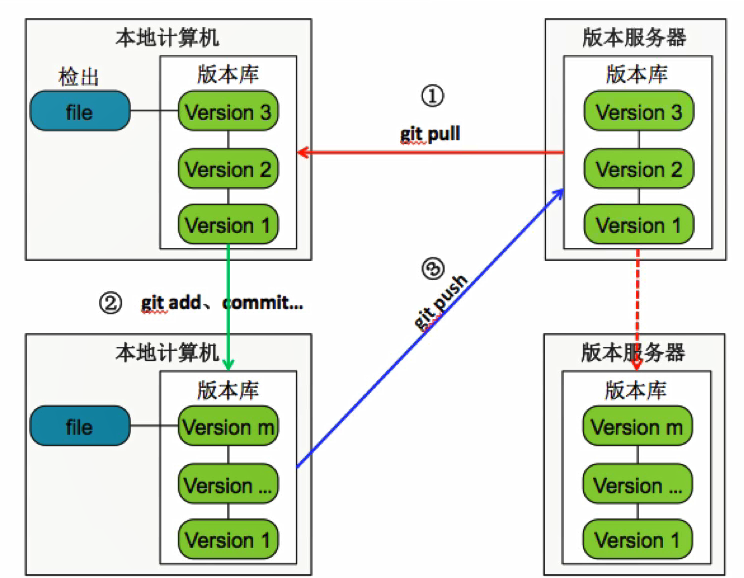 本地计算机
检出
版本库
file
Version 3
Version 2
Version 1
①
git pull
版本服务器
版本库
Version 3
Version 2
Version 1
② git add、commit...
③
git push
本地计算机
版本库
file
Version m
Version ...
Version 1
版本服务器
版本库
Version m
Version ...
Version 1